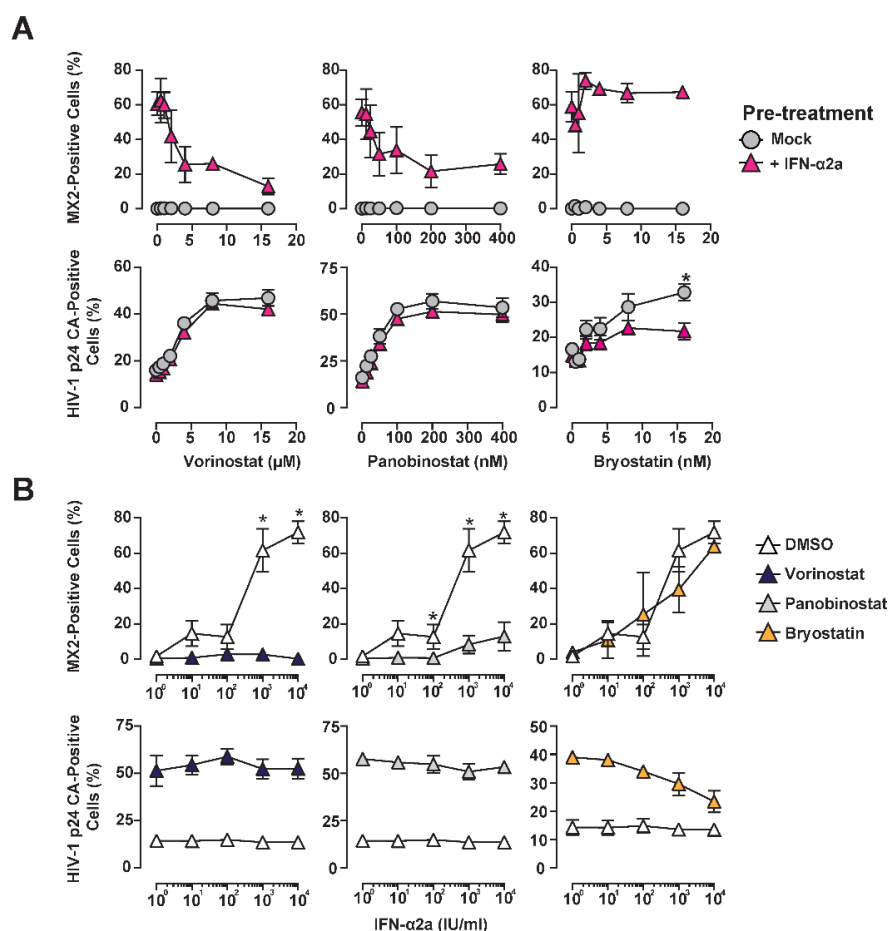 A
MX2-Positive Cells (%)
80
60
40
20
0
0 5 10 15 20
80
60
40
20
0
0 100 200 300 400
80
60
40
20
0
0 5 10 15 20
Pre-treatment
Mock
+ IFN-α2a
HIV-1 p24 CA-Positive
Cells (%)
60
40
20
0
0 5 10 15 20
Vorinostat (µM)
75
50
25
0
0 100 200 300 400
Panobinostat (nM)
40
30
20
10
0
*
0 5 10 15 20
Bryostatin (nM)
B
MX2-Positive Cells (%)
80
60
40
20
0
* *
10⁰ 10¹ 10² 10³ 10⁴
80
60
40
20
0
* * *
10⁰ 10¹ 10² 10³ 10⁴
80
60
40
20
0
10⁰ 10¹ 10² 10³ 10⁴
DMSO
Vorinostat
Panobinostat
Bryostatin
HIV-1 p24 CA-Positive
Cells (%)
75
50
25
0
10⁰ 10¹ 10² 10³ 10⁴
75
50
25
0
10⁰ 10¹ 10² 10³ 10⁴
50
40
30
20
10
0
10⁰ 10¹ 10² 10³ 10⁴
IFN-α2a (IU/ml)